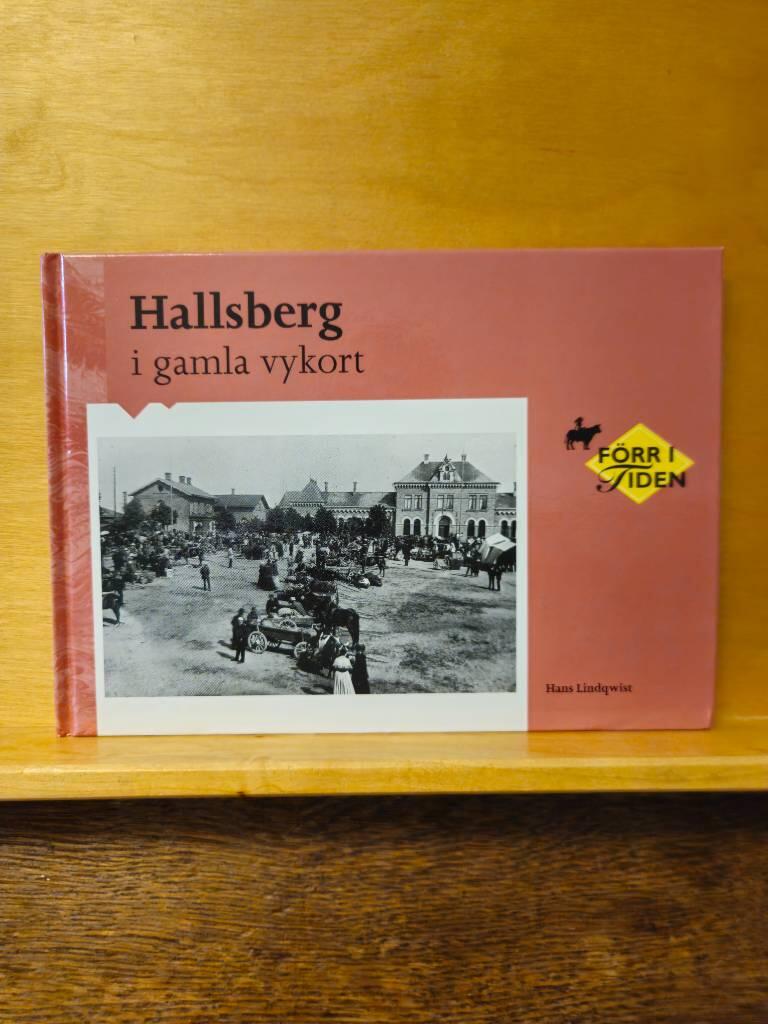 Hallsberg
i gamla vykort
FÖRR I
TIDEN
Hans Lindqwist